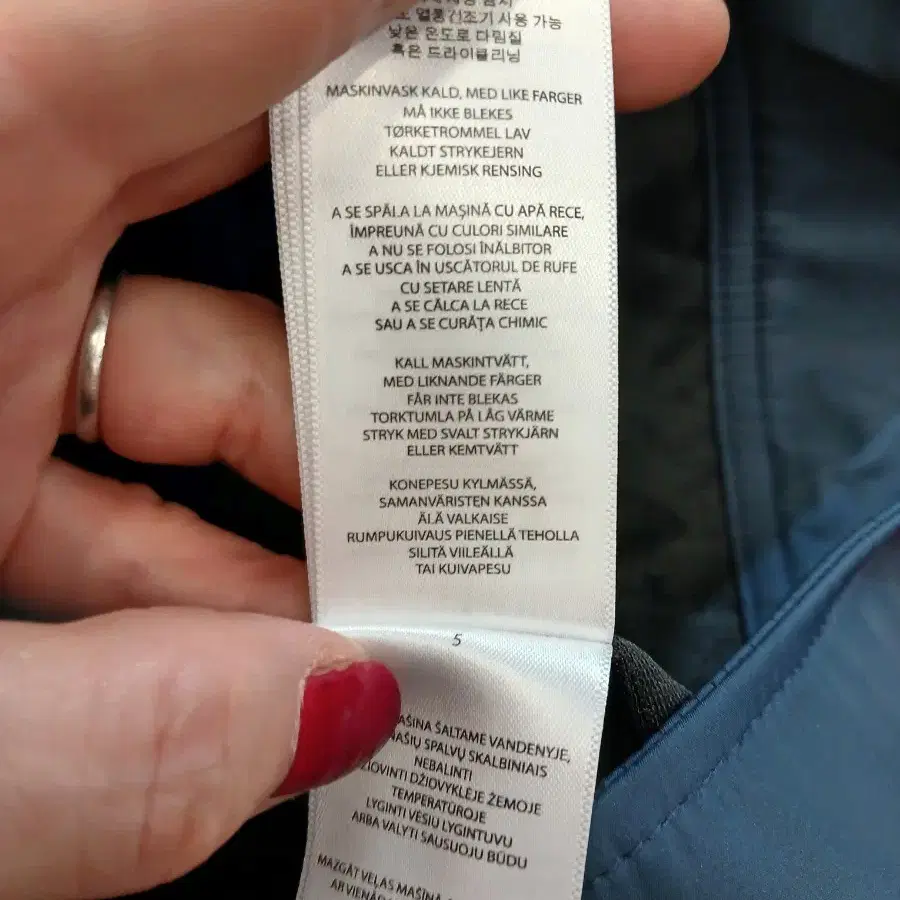 열풍건조기 사용 가능
낮은 온도로 다림질
혹은 드라이클리닝
MASKINVASK KALD, MED LIKE FARGER
MÅ IKKE BLEKES
TØRKETROMMEL LAV
KALDT STRYKEJERN
ELLER KJEMISK RENSING
A SE SPĂLA LA MAȘINĂ CU APĂ RECE,
ÎMPREUNĂ CU CULORI SIMILARE
A NU SE FOLOSI ÎNĂLBITOR
A SE USCA ÎN USCĂTORUL DE RUFE
CU SETARE LENTĂ
A SE CĂLCA LA RECE
SAU A SE CURĂȚA CHIMIC
KALL MASKINTVÄTT,
MED LIKNANDE FÄRGER
FÅR INTE BLEKAS
TORKTUMLA PÅ LÅG VÄRME
STRYK MED SVALT STRYKJÄRN
ELLER KEMTVÄTT
KONEPESU KYLMÄSSÄ,
SAMANVÄRISTEN KANSSA
ÄLÄ VALKAISE
RUMPUKUIVAUS PIENELLÄ TEHOLLA
SILITÄ VIILEÄLLÄ
TAI KUIVAPESU
5
ŠALTAME VANDENYJE,
SPALVŲ SKALBINIAIS
NEBALINTI
DŽIOVYKLĖJE ŽEMOJE
TEMPERATŪROJE
LYGINTI VĖSIU LYGINTUVU
ARBA VALYTI SAUSUOJU BŪDU
MAZGĀT VEĻAS MAŠĪNĀ